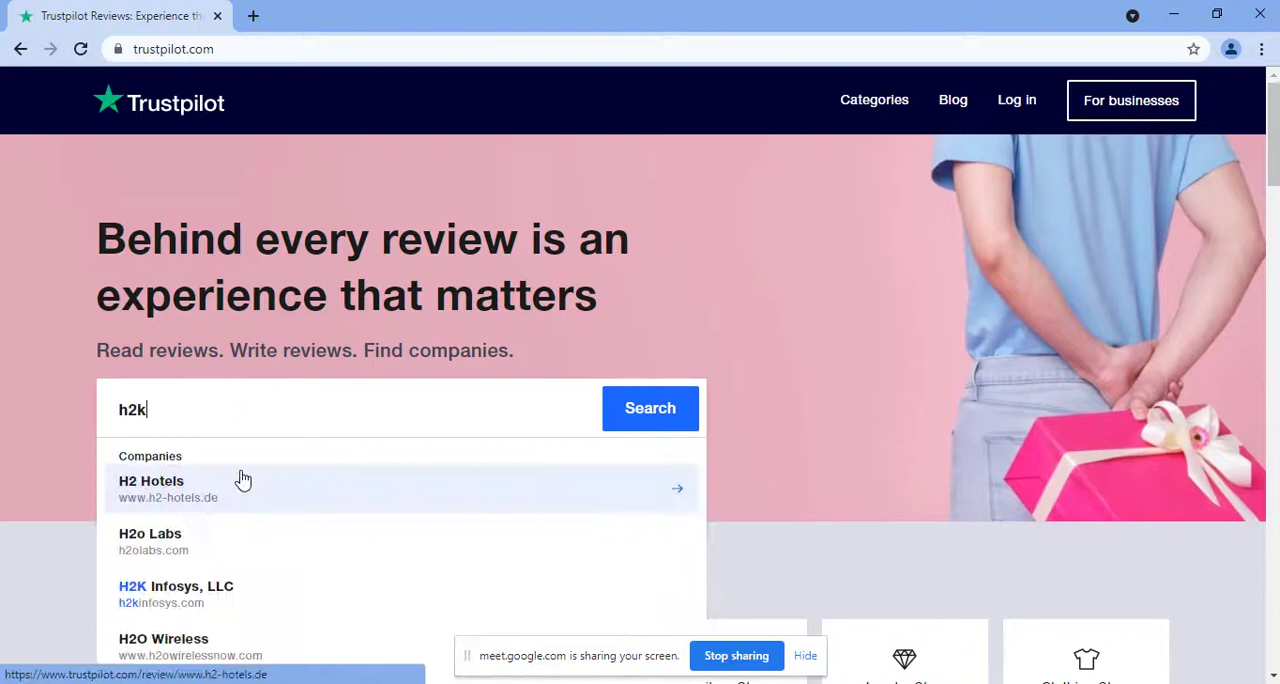 Trustpilot Reviews: Experience th
trustpilot.com
Trustpilot
Categories
Blog
Log in
For businesses
Behind every review is an
experience that matters
Read reviews. Write reviews. Find companies.
h2k
Search
Companies
H2 Hotels
www.h2-hotels.de
H2o Labs
h2olabs.com
H2K Infosys, LLC
h2kinfosys.com
H2O Wireless
www.h2owirelessnow.com
meet.google.com is sharing your screen.
Stop sharing
Hide
https://www.trustpilot.com/review/www.h2-hotels.de